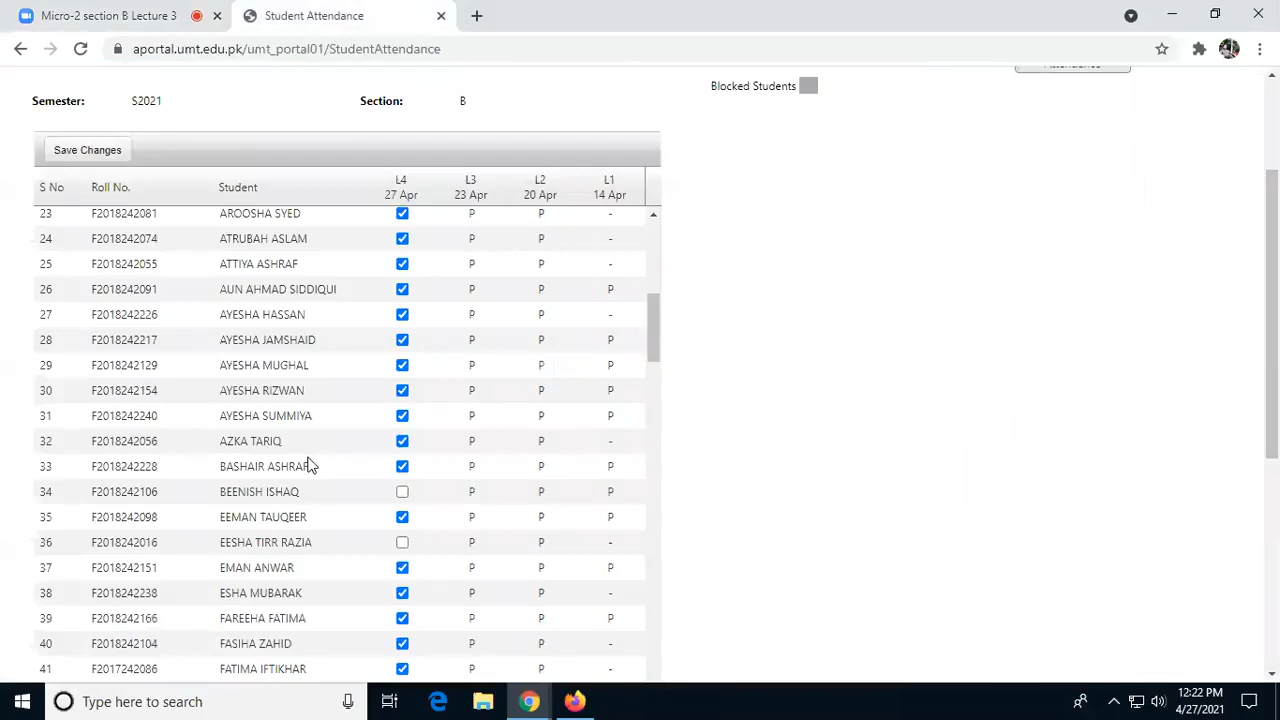 Micro-2 section B Lecture 3
Student Attendance
aportal.umt.edu.pk/umt_portal01/StudentAttendance
Blocked Students
Semester: S2021 Section: B
Save Changes
S No Roll No. Student L4 27 Apr L3 23 Apr L2 20 Apr L1 14 Apr
23 F2018242081 AROOSHA SYED P P -
24 F2018242074 ATRUBAH ASLAM P P -
25 F2018242055 ATTIYA ASHRAF P P -
26 F2018242091 AUN AHMAD SIDDIQUI P P P
27 F2018242226 AYESHA HASSAN P P -
28 F2018242217 AYESHA JAMSHAID P P P
29 F2018242129 AYESHA MUGHAL P P P
30 F2018242154 AYESHA RIZWAN P P P
31 F2018242240 AYESHA SUMMIYA P P P
32 F2018242056 AZKA TARIQ P P -
33 F2018242228 BASHAIR ASHRAF P P P
34 F2018242106 BEENISH ISHAQ P P P
35 F2018242098 EEMAN TAUQEER P P P
36 F2018242016 EESHA TIRR RAZIA P P -
37 F2018242151 EMAN ANWAR P P P
38 F2018242238 ESHA MUBARAK P P -
39 F2018242166 FAREEHA FATIMA P P P
40 F2018242104 FASIHA ZAHID P P -
41 F2017242086 FATIMA IFTIKHAR P P P
Type here to search
12:22 PM
4/27/2021